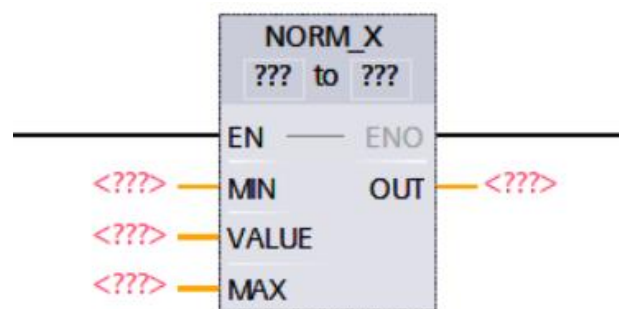 NORM_X
??? to ???
EN ENO
<???> MIN OUT <???>
<???> VALUE
<???> MAX